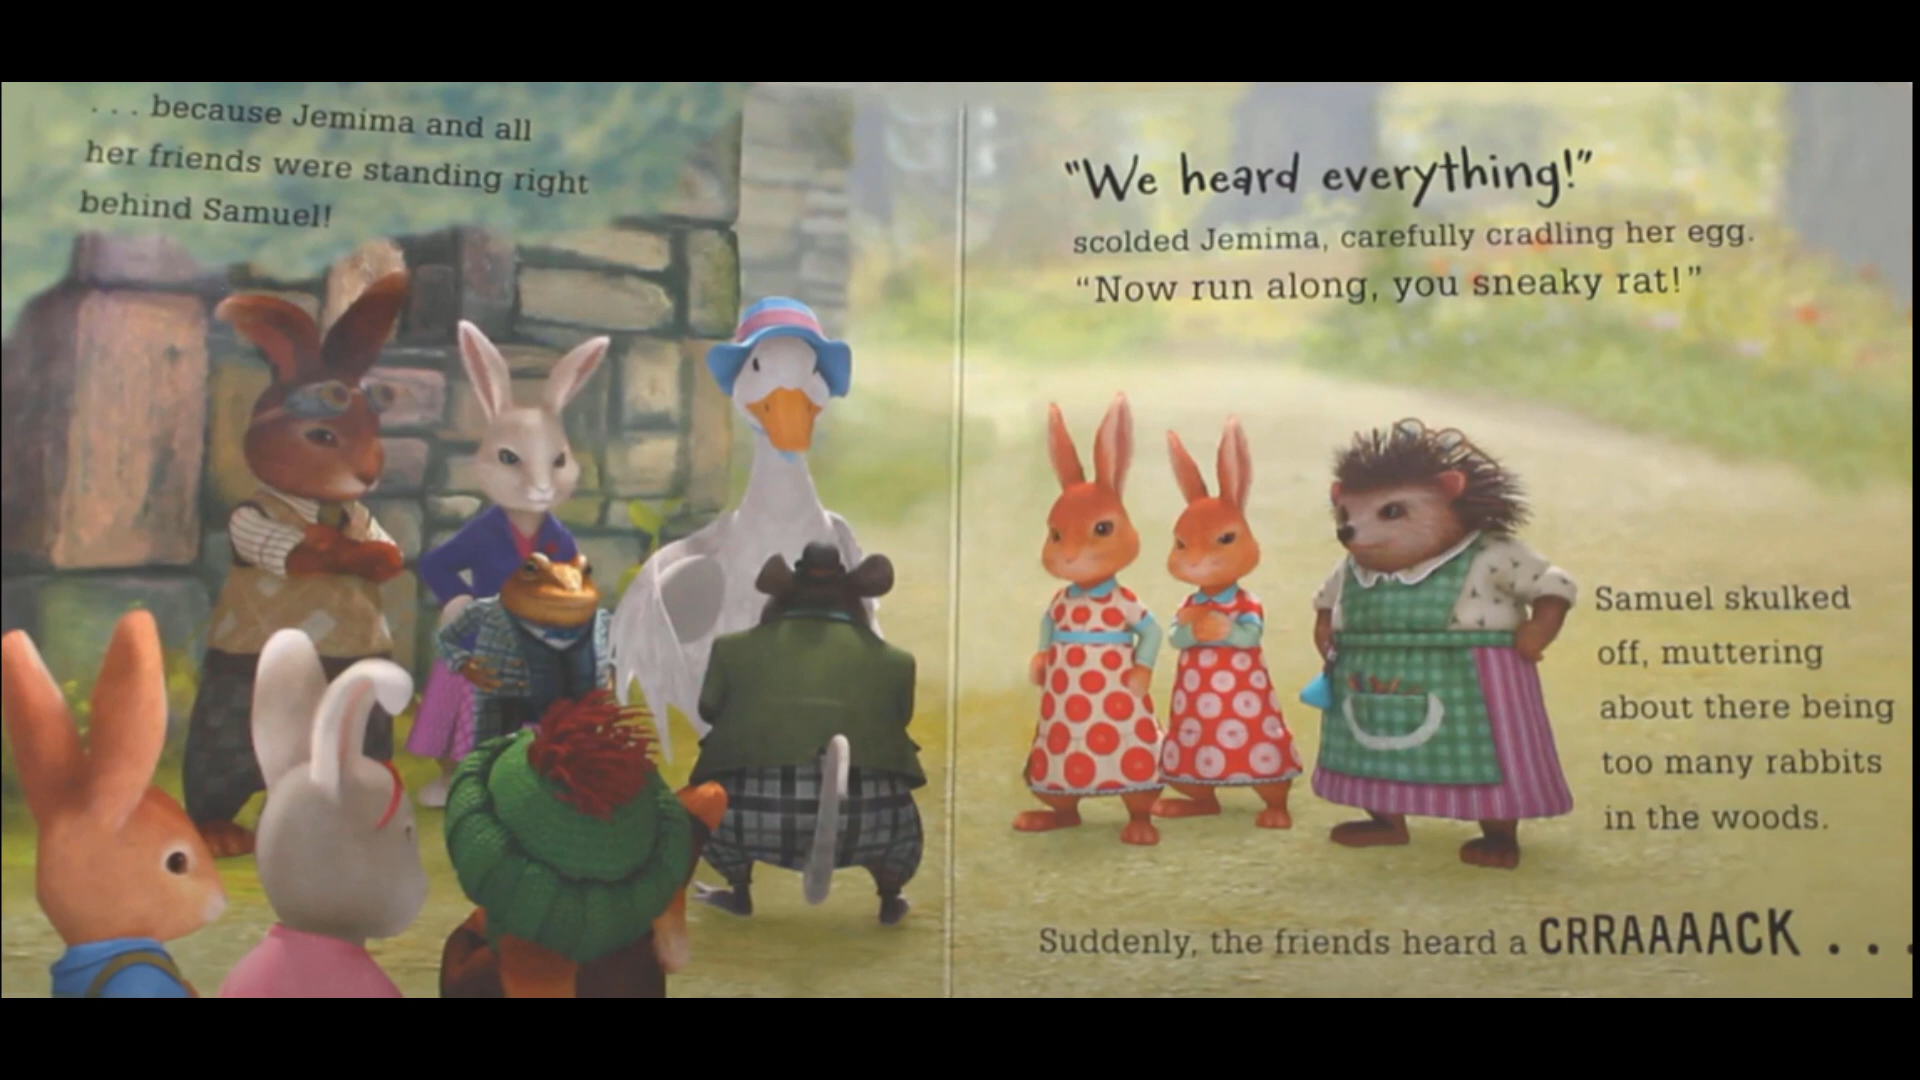 . . . because Jemima and all
her friends were standing right
behind Samuel!
"We heard everything!"
scolded Jemima, carefully cradling her egg.
"Now run along, you sneaky rat!"
Samuel skulked
off, muttering
about there being
too many rabbits
in the woods.
Suddenly, the friends heard a CRRAAAACK . . .